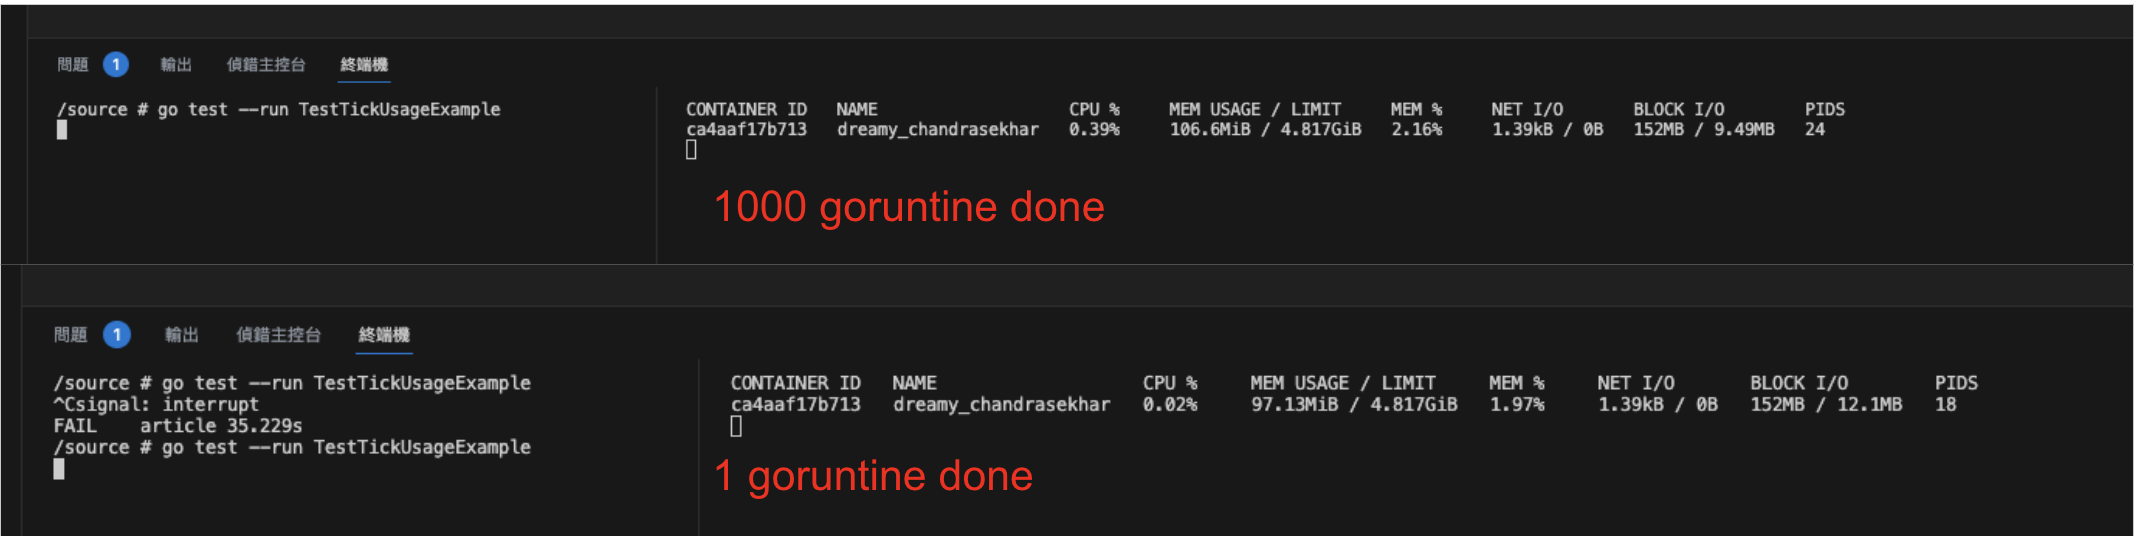 問題 1 輸出 偵錯主控台 終端機
/source # go test --run TestTickUsageExample
CONTAINER ID NAME CPU % MEM USAGE / LIMIT MEM % NET I/O BLOCK I/O PIDS
ca4aaf17b713 dreamy_chandrasekhar 0.39% 106.6MiB / 4.817GiB 2.16% 1.39kB / 0B 152MB / 9.49MB 24
1000 goruntine done
問題 1 輸出 偵錯主控台 終端機
/source # go test --run TestTickUsageExample
^Csignal: interrupt
FAIL article 35.229s
/source # go test --run TestTickUsageExample
CONTAINER ID NAME CPU % MEM USAGE / LIMIT MEM % NET I/O BLOCK I/O PIDS
ca4aaf17b713 dreamy_chandrasekhar 0.02% 97.13MiB / 4.817GiB 1.97% 1.39kB / 0B 152MB / 12.1MB 18
1 goruntine done